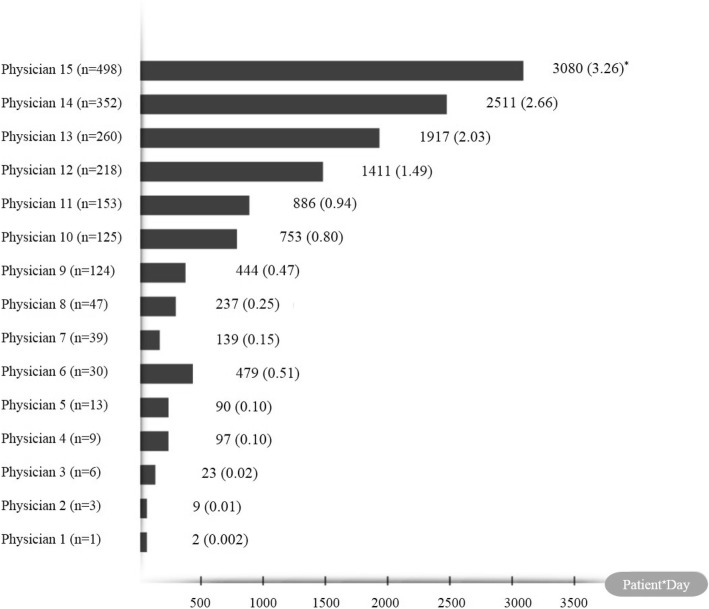 Physician 15 (n=498) 3080 (3.26)*
Physician 14 (n=352) 2511 (2.66)
Physician 13 (n=260) 1917 (2.03)
Physician 12 (n=218) 1411 (1.49)
Physician 11 (n=153) 886 (0.94)
Physician 10 (n=125) 753 (0.80)
Physician 9 (n=124) 444 (0.47)
Physician 8 (n=47) 237 (0.25)
Physician 7 (n=39) 139 (0.15)
Physician 6 (n=30) 479 (0.51)
Physician 5 (n=13) 90 (0.10)
Physician 4 (n=9) 97 (0.10)
Physician 3 (n=6) 23 (0.02)
Physician 2 (n=3) 9 (0.01)
Physician 1 (n=1) 2 (0.002)
Patient*Day
500 1000 1500 2000 2500 3000 3500